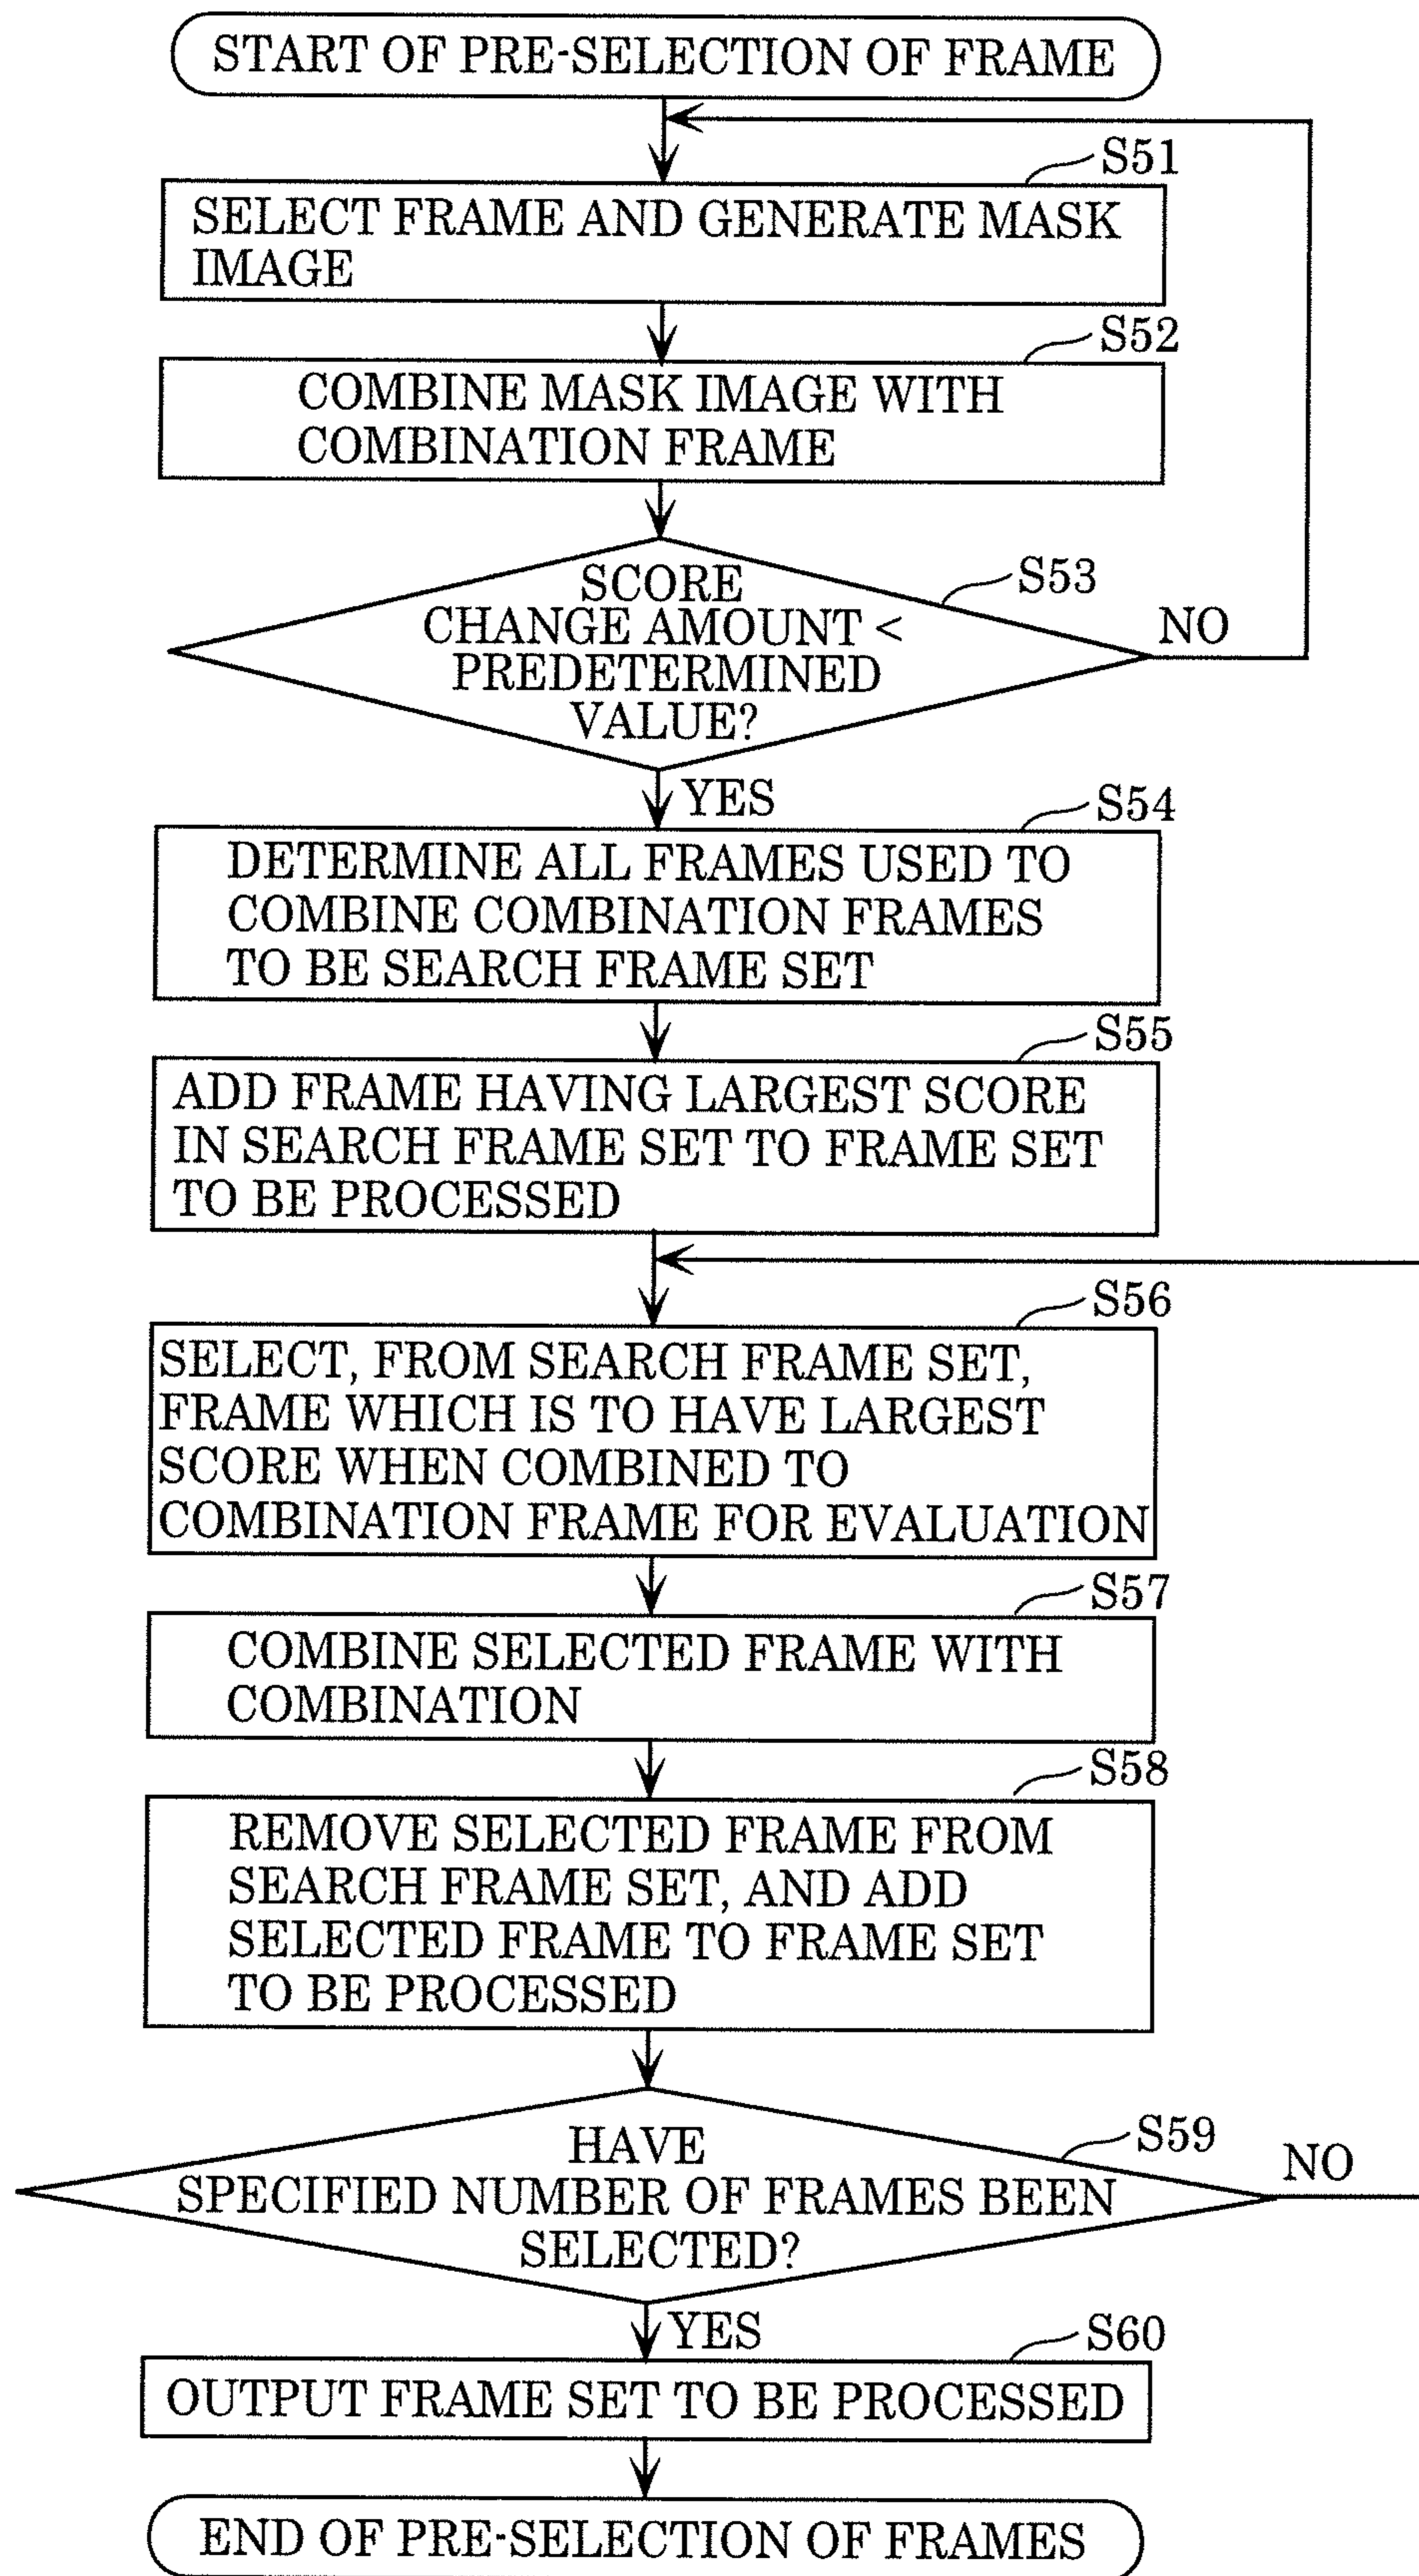 START OF PRE-SELECTION OF FRAME
S51
SELECT FRAME AND GENERATE MASK
IMAGE
S52
COMBINE MASK IMAGE WITH
COMBINATION FRAME
S53
SCORE
CHANGE AMOUNT <
PREDETERMINED
VALUE?
NO
YES
S54
DETERMINE ALL FRAMES USED TO
COMBINE COMBINATION FRAMES
TO BE SEARCH FRAME SET
S55
ADD FRAME HAVING LARGEST SCORE
IN SEARCH FRAME SET TO FRAME SET
TO BE PROCESSED
S56
SELECT, FROM SEARCH FRAME SET,
FRAME WHICH IS TO HAVE LARGEST
SCORE WHEN COMBINED TO
COMBINATION FRAME FOR EVALUATION
S57
COMBINE SELECTED FRAME WITH
COMBINATION
S58
REMOVE SELECTED FRAME FROM
SEARCH FRAME SET, AND ADD
SELECTED FRAME TO FRAME SET
TO BE PROCESSED
S59
HAVE
SPECIFIED NUMBER OF FRAMES BEEN
SELECTED?
NO
YES
S60
OUTPUT FRAME SET TO BE PROCESSED
END OF PRE-SELECTION OF FRAMES